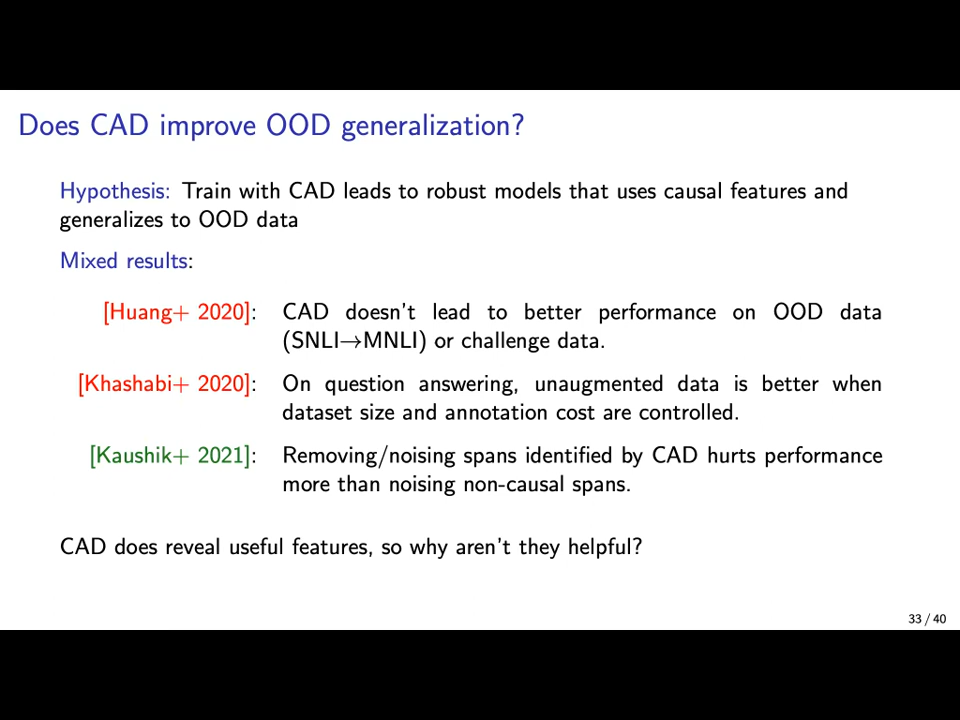 Does CAD improve OOD generalization?
Hypothesis: Train with CAD leads to robust models that uses causal features and
generalizes to OOD data
Mixed results:
[Huang+ 2020]: CAD doesn't lead to better performance on OOD data
(SNLI→MNLI) or challenge data.
[Khashabi+ 2020]: On question answering, unaugmented data is better when
dataset size and annotation cost are controlled.
[Kaushik+ 2021]: Removing/noising spans identified by CAD hurts performance
more than noising non-causal spans.
CAD does reveal useful features, so why aren't they helpful?
33 / 40